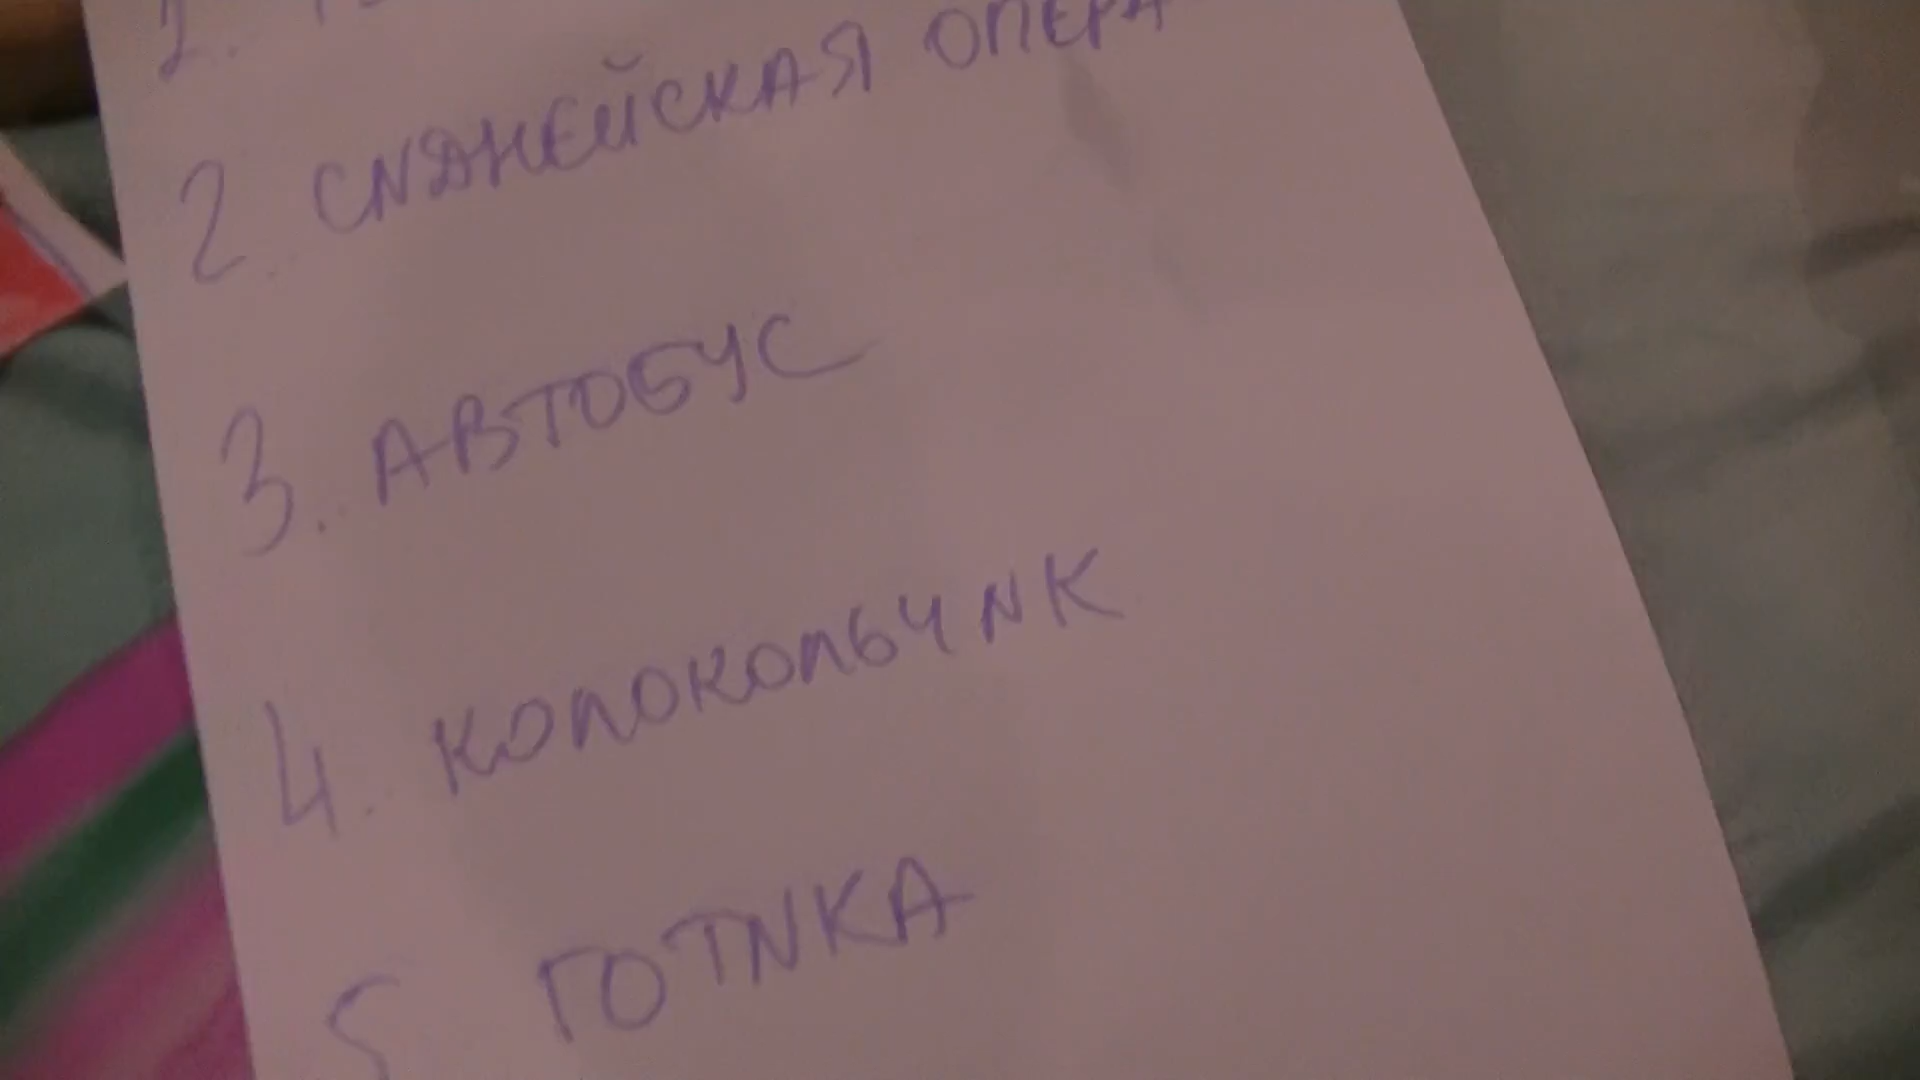 2. СИДНЕЙСКАЯ ОПЕРА
3. АВТОБУС
4. КОЛОКОЛЬЧИК
5 ГОТИКА